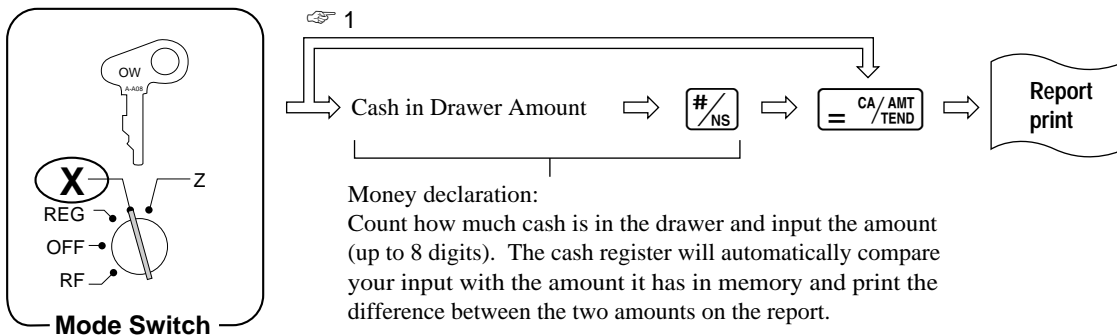 ☞ 1
OW
A-A08
X
Z
REG
OFF
RF
Mode Switch
Cash in Drawer Amount
#/NS
= CA/AMT TEND
Report
print
Money declaration:
Count how much cash is in the drawer and input the amount
(up to 8 digits).  The cash register will automatically compare
your input with the amount it has in memory and print the
difference between the two amounts on the report.